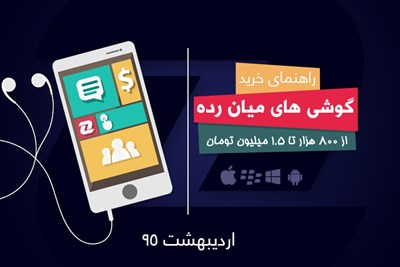 راهنمای خرید
گوشی های میان رده
از ۸۰۰ هزار تا ۱.۵ میلیون تومان
اردیبهشت ۹۵